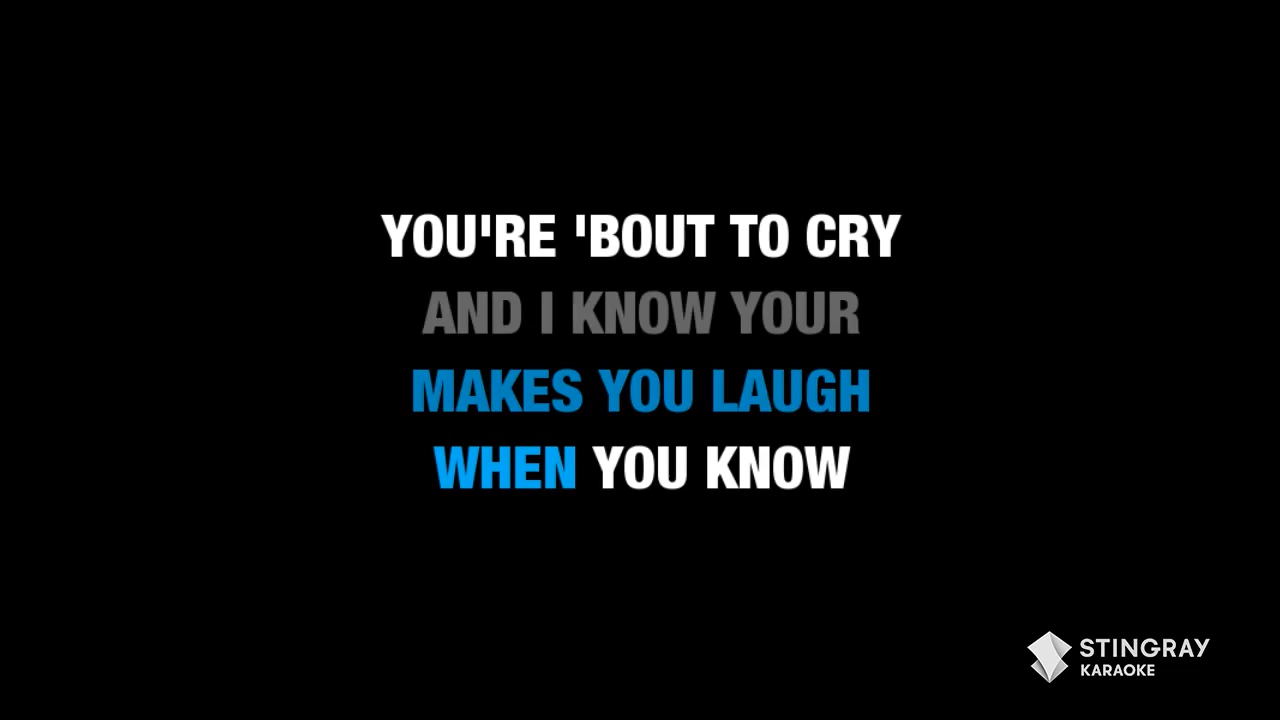 YOU'RE 'BOUT TO CRY
AND I KNOW YOUR
MAKES YOU LAUGH
WHEN YOU KNOW
STINGRAY
KARAOKE